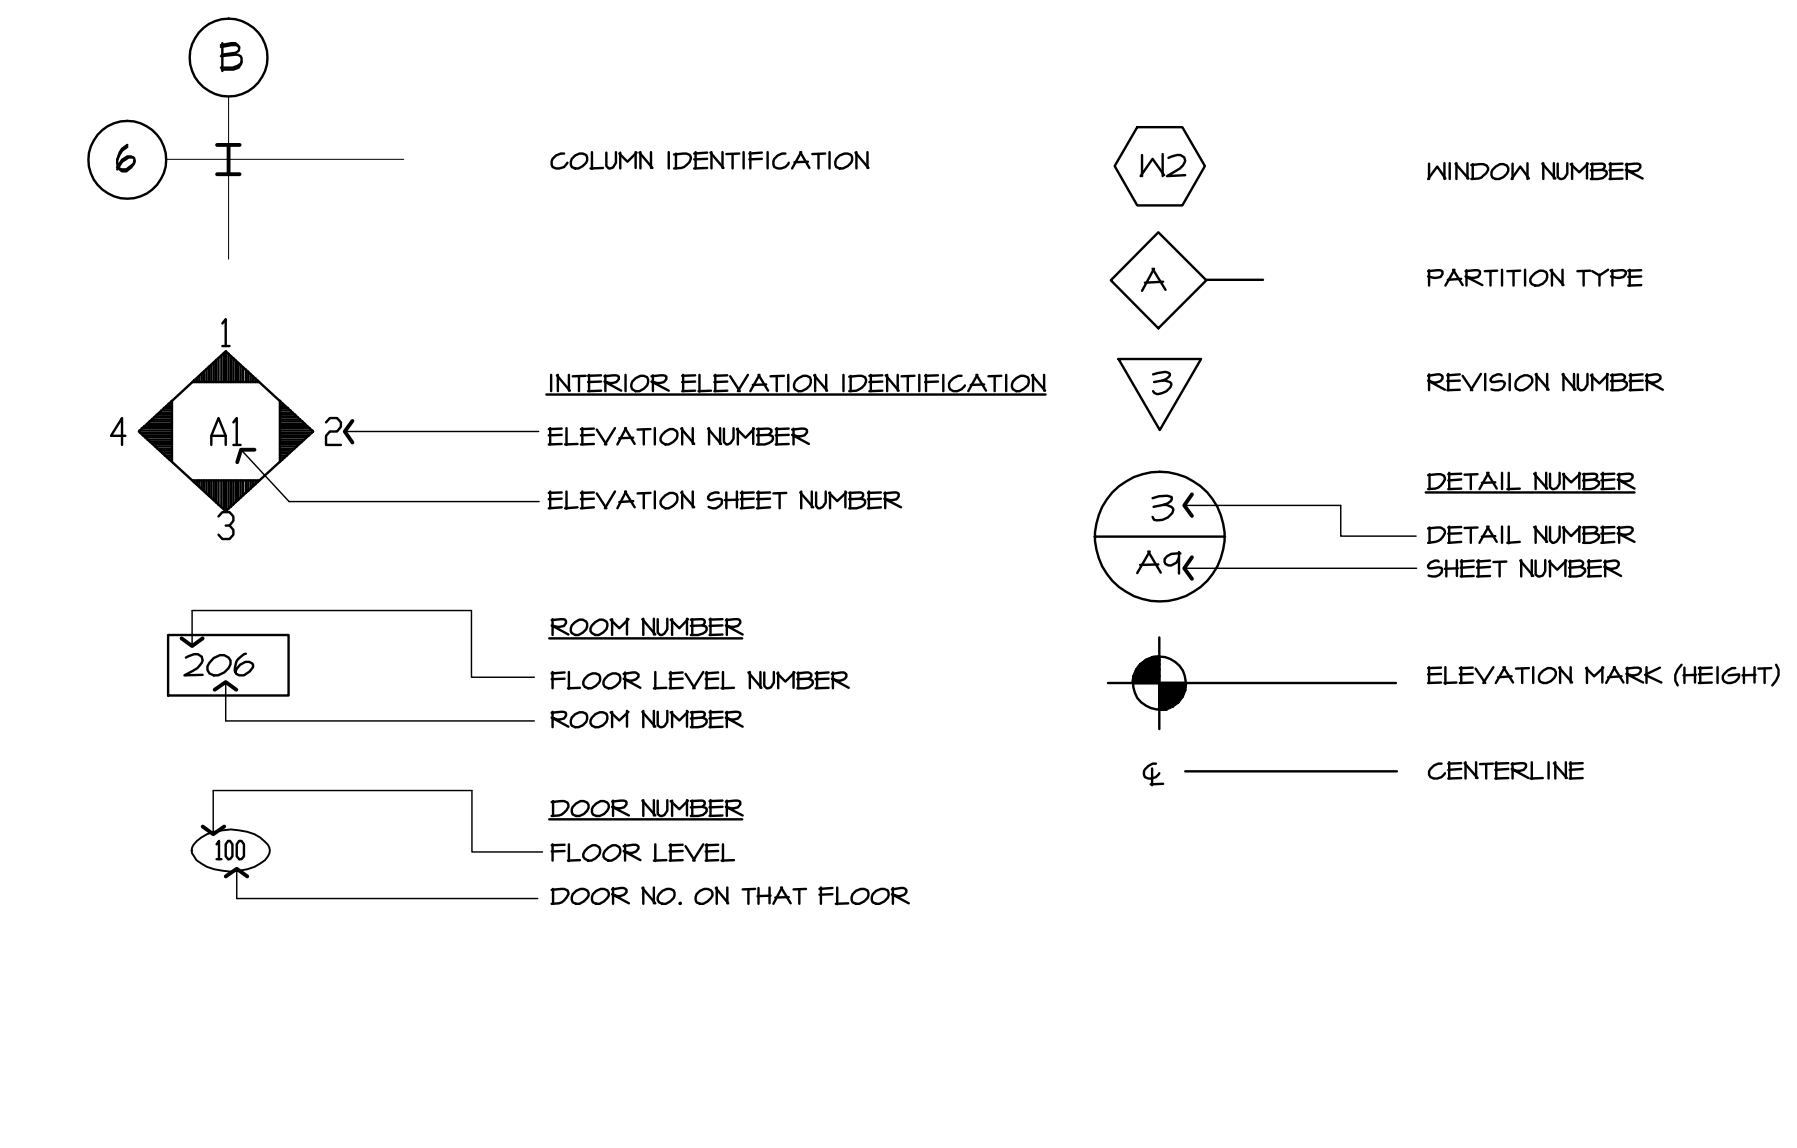 B
6
COLUMN IDENTIFICATION
1
4
A1
2
3
INTERIOR ELEVATION IDENTIFICATION
ELEVATION NUMBER
ELEVATION SHEET NUMBER
206
ROOM NUMBER
FLOOR LEVEL NUMBER
ROOM NUMBER
100
DOOR NUMBER
FLOOR LEVEL
DOOR NO. ON THAT FLOOR
W2
WINDOW NUMBER
A
PARTITION TYPE
3
REVISION NUMBER
3
A9
DETAIL NUMBER
DETAIL NUMBER
SHEET NUMBER
ELEVATION MARK (HEIGHT)
℄
CENTERLINE